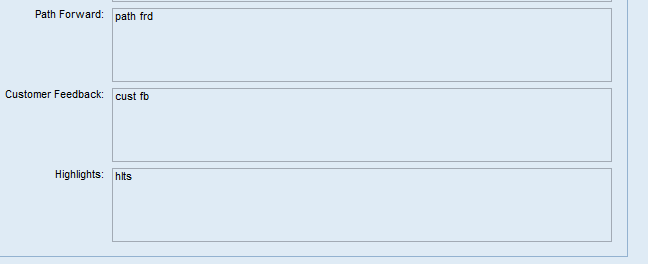 Path Forward:
path frd
Customer Feedback:
cust fb
Highlights:
hlts